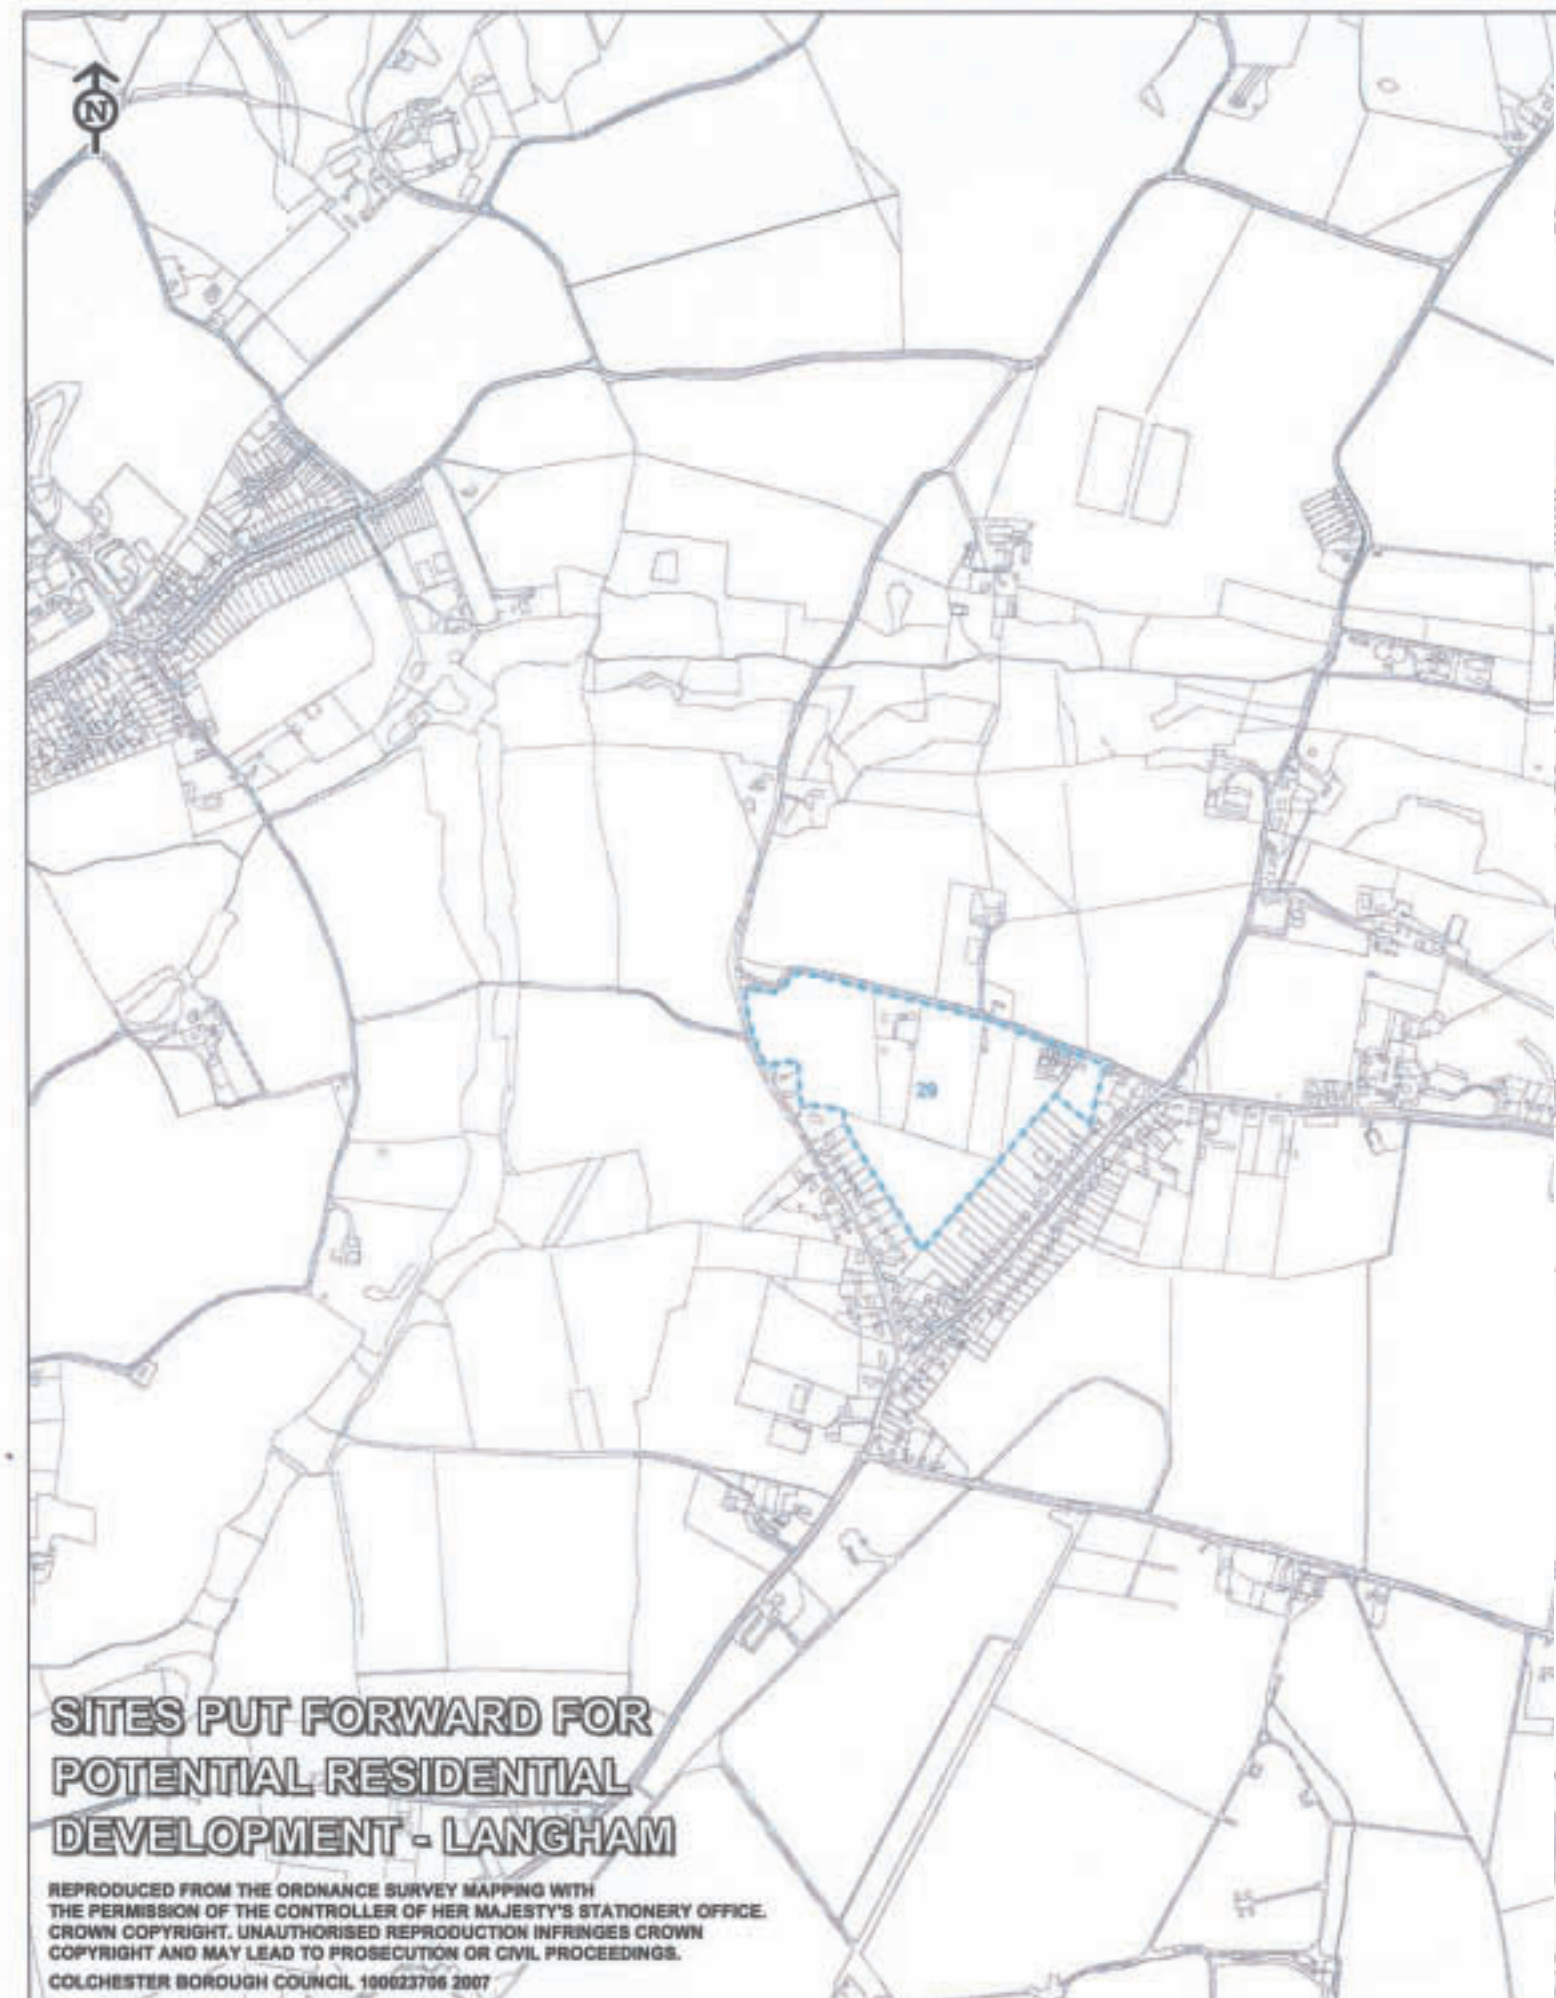 N
29
SITES PUT FORWARD FOR
POTENTIAL RESIDENTIAL
DEVELOPMENT - LANGHAM
REPRODUCED FROM THE ORDNANCE SURVEY MAPPING WITH
THE PERMISSION OF THE CONTROLLER OF HER MAJESTY'S STATIONERY OFFICE.
CROWN COPYRIGHT. UNAUTHORISED REPRODUCTION INFRINGES CROWN
COPYRIGHT AND MAY LEAD TO PROSECUTION OR CIVIL PROCEEDINGS.
COLCHESTER BOROUGH COUNCIL 100023706 2007